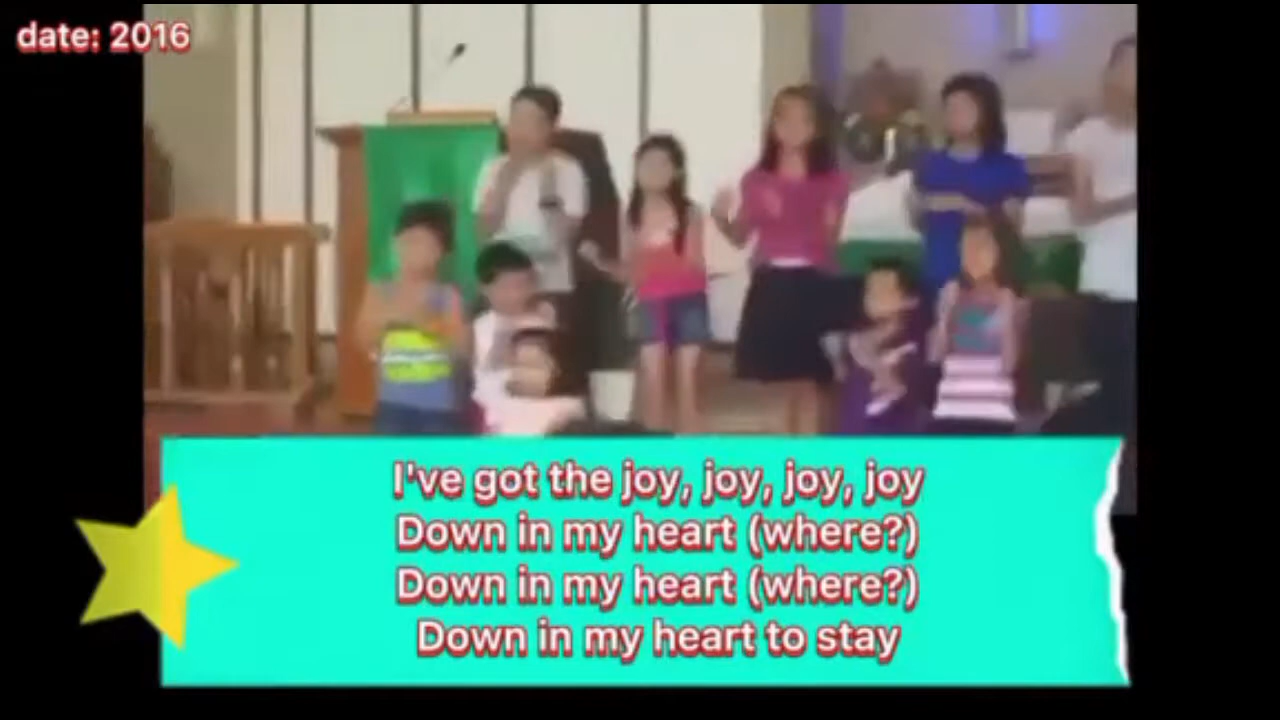 date: 2016
I've got the joy, joy, joy, joy
Down in my heart (where?)
Down in my heart (where?)
Down in my heart to stay